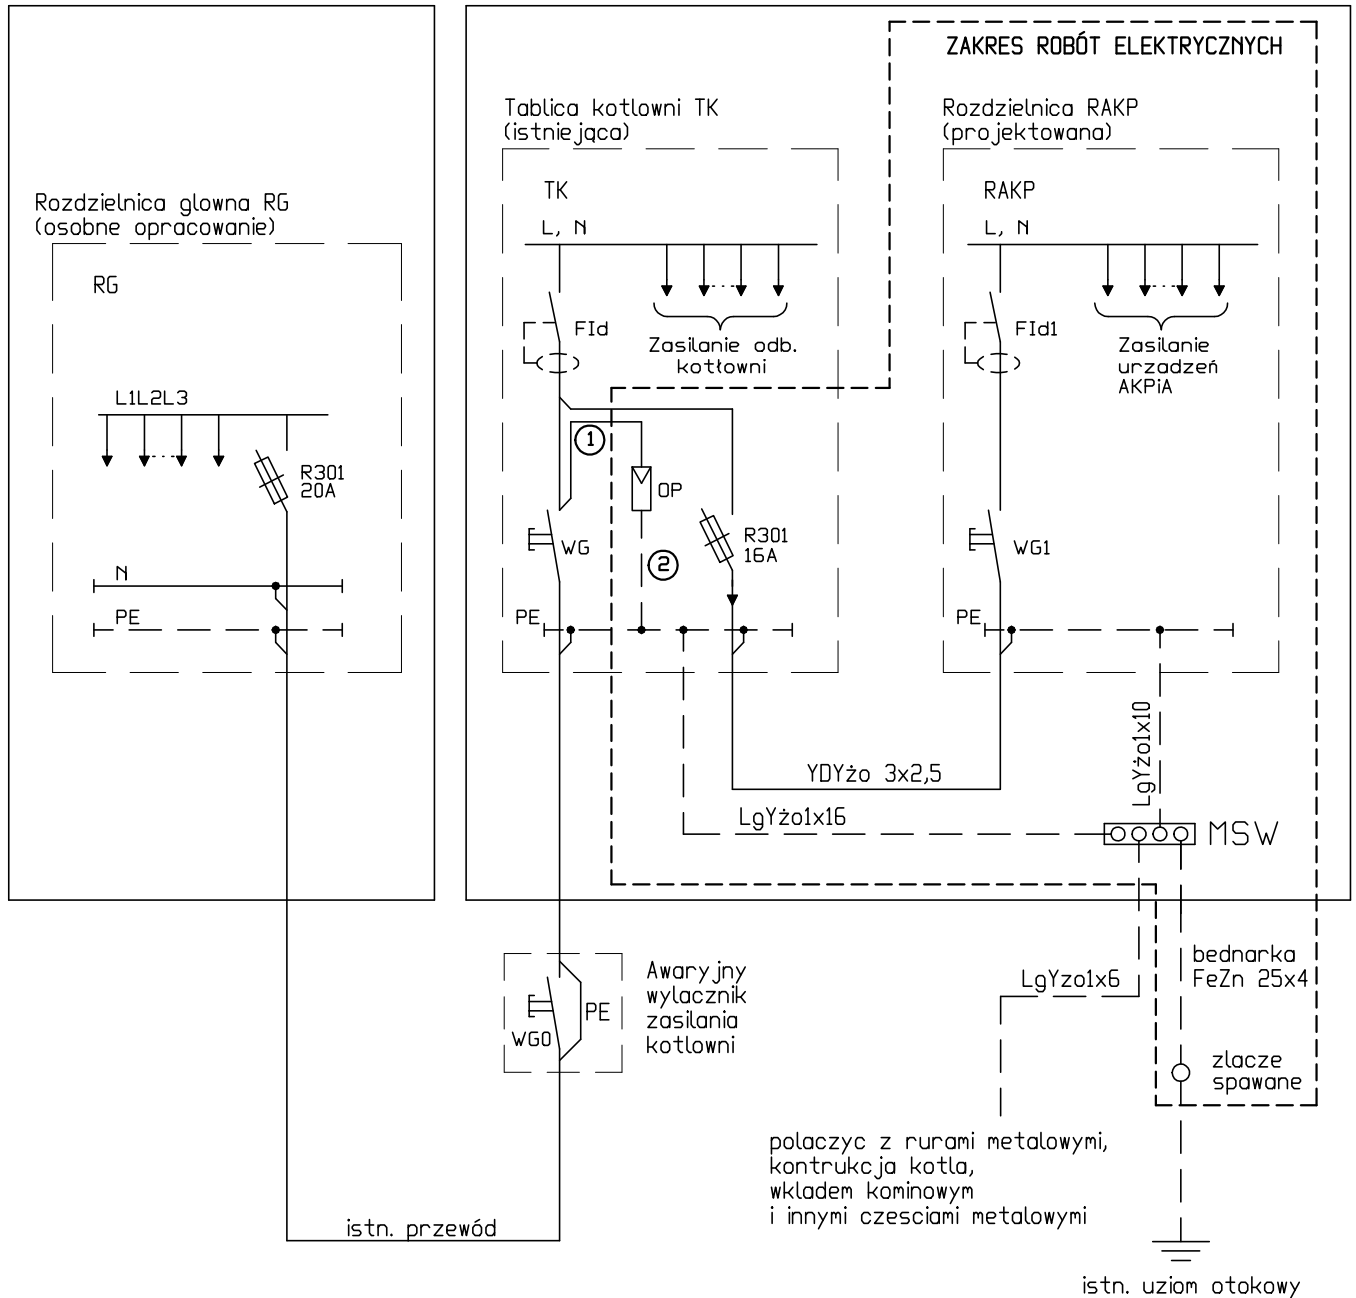 ZAKRES ROBÓT ELEKTRYCZNYCH
Rozdzielnica glowna RG
(osobne opracowanie)
RG
L1L2L3
R301
20A
N
PE
Tablica kotlowni TK
(istniejąca)
TK
L, N
FId
Zasilanie odb.
kotłowni
1
OP
WG
2
R301
16A
PE
Rozdzielnica RAKP
(projektowana)
RAKP
L, N
FId1
Zasilanie
urzadzeń
AKPiA
WG1
PE
LgYżo1x10
YDYżo 3x2,5
LgYżo1x16
MSW
Awaryjny
wylacznik
zasilania
kotlowni
PE
WG0
LgYzo1x6
bednarka
FeZn 25x4
zlacze
spawane
polaczyc z rurami metalowymi,
kontrukcja kotla,
wkladem kominowym
i innymi czesciami metalowymi
istn. przewód
istn. uziom otokowy